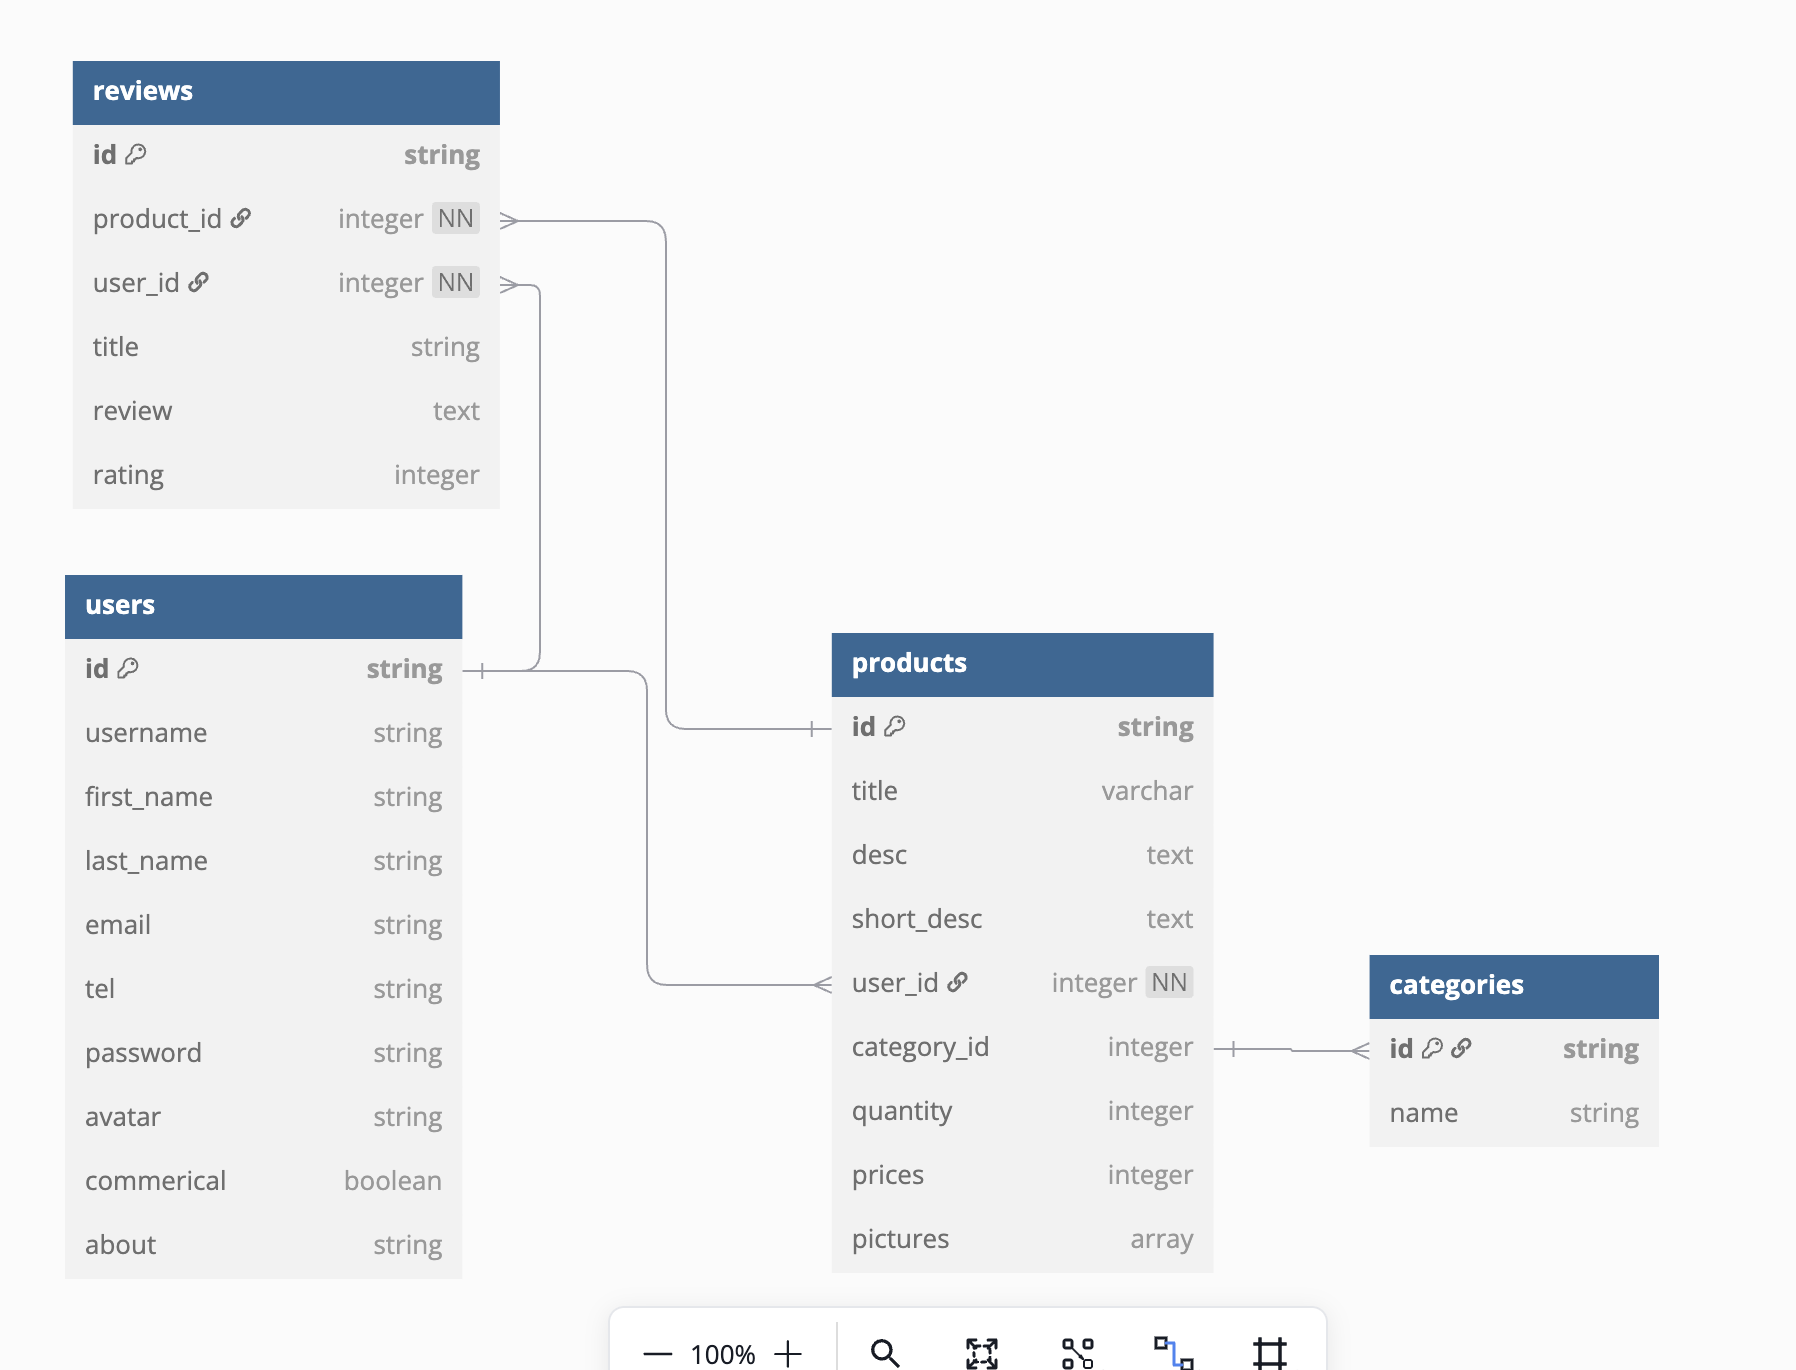 reviews
id string
product_id integer NN
user_id integer NN
title string
review text
rating integer
users
id string
username string
first_name string
last_name string
email string
tel string
password string
avatar string
commerical boolean
about string
products
id string
title varchar
desc text
short_desc text
user_id integer NN
category_id integer
quantity integer
prices integer
pictures array
categories
id string
name string
100%